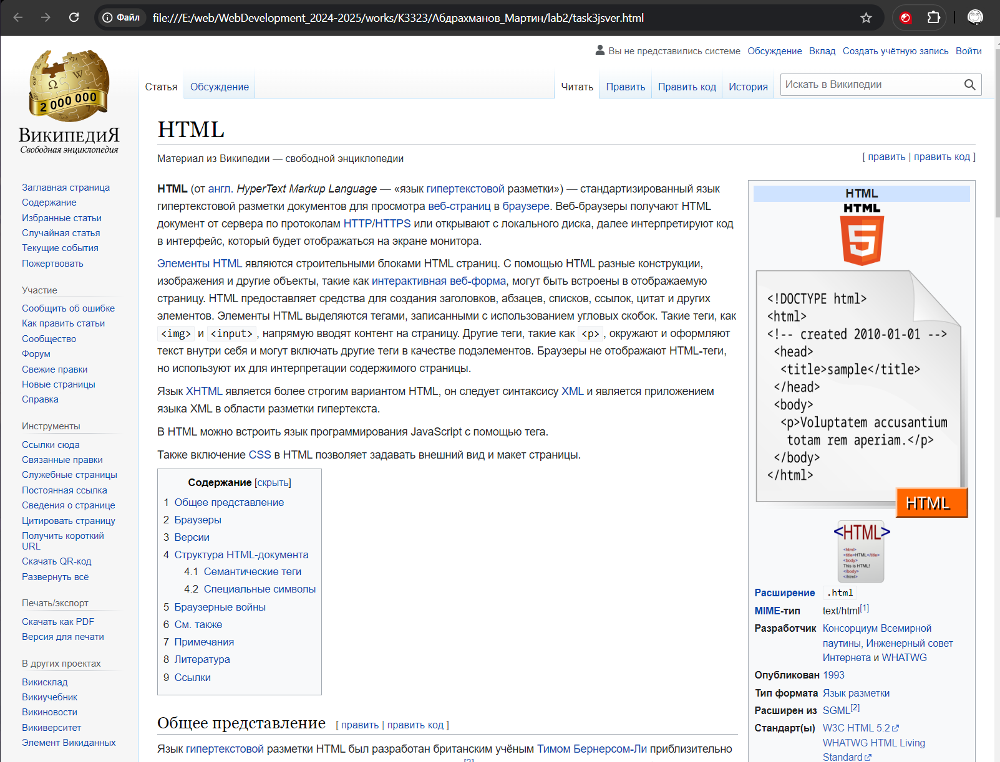 Файл
file:///E:/web/WebDevelopment_2024-2025/works/K3323/Абдрахманов_Мартин/lab2/task3jsver.html
Вы не представились системе Обсуждение Вклад Создать учётную запись Войти
Статья Обсуждение
Читать Править Править код История
Искать в Википедии
Ω W
2 000 000
ВикипедиЯ
Свободная энциклопедия
Заглавная страница
Содержание
Избранные статьи
Случайная статья
Текущие события
Пожертвовать
Участие
Сообщить об ошибке
Как править статьи
Сообщество
Форум
Свежие правки
Новые страницы
Справка
Инструменты
Ссылки сюда
Связанные правки
Служебные страницы
Постоянная ссылка
Сведения о странице
Цитировать страницу
Получить короткий
URL
Скачать QR-код
Развернуть всё
Печать/экспорт
Скачать как PDF
Версия для печати
В других проектах
Викисклад
Викиучебник
Викиновости
Викиверситет
Элемент Викиданных
HTML
Материал из Википедии — свободной энциклопедии
[ править | править код ]
HTML (от англ. HyperText Markup Language — «язык гипертекстовой разметки») — стандартизированный язык
гипертекстовой разметки документов для просмотра веб-страниц в браузере. Веб-браузеры получают HTML
документ от сервера по протоколам HTTP/HTTPS или открывают с локального диска, далее интерпретируют код
в интерфейс, который будет отображаться на экране монитора.
Элементы HTML являются строительными блоками HTML страниц. С помощью HTML разные конструкции,
изображения и другие объекты, такие как интерактивная веб-форма, могут быть встроены в отображаемую
страницу. HTML предоставляет средства для создания заголовков, абзацев, списков, ссылок, цитат и других
элементов. Элементы HTML выделяются тегами, записанными с использованием угловых скобок. Такие теги, как
<img> и <input>, напрямую вводят контент на страницу. Другие теги, такие как <p>, окружают и оформляют
текст внутри себя и могут включать другие теги в качестве подэлементов. Браузеры не отображают HTML-теги,
но используют их для интерпретации содержимого страницы.
Язык XHTML является более строгим вариантом HTML, он следует синтаксису XML и является приложением
языка XML в области разметки гипертекста.
В HTML можно встроить язык программирования JavaScript с помощью тега.
Также включение CSS в HTML позволяет задавать внешний вид и макет страницы.
Содержание [скрыть]
1 Общее представление
2 Браузеры
3 Версии
4 Структура HTML-документа
4.1 Семантические теги
4.2 Специальные символы
5 Браузерные войны
6 См. также
7 Примечания
8 Литература
9 Ссылки
Общее представление [ править | править код ]
Язык гипертекстовой разметки HTML был разработан британским учёным Тимом Бернерсом-Ли приблизительно
HTML
HTML
5
<!DOCTYPE html>
<html>
<!-- created 2010-01-01 -->
<head>
<title>sample</title>
</head>
<body>
<p>Voluptatem accusantium
totam rem aperiam.</p>
</body>
</html>
HTML
<HTML>
<html>
<title>HTML</title>
<body>
This is HTML!
</body>
</html>
Расширение .html
MIME-тип text/html[1]
Разработчик Консорциум Всемирной
паутины, Инженерный совет
Интернета и WHATWG
Опубликован 1993
Тип формата Язык разметки
Расширен из SGML[2]
Стандарт(ы) W3C HTML 5.2
WHATWG HTML Living
Standard